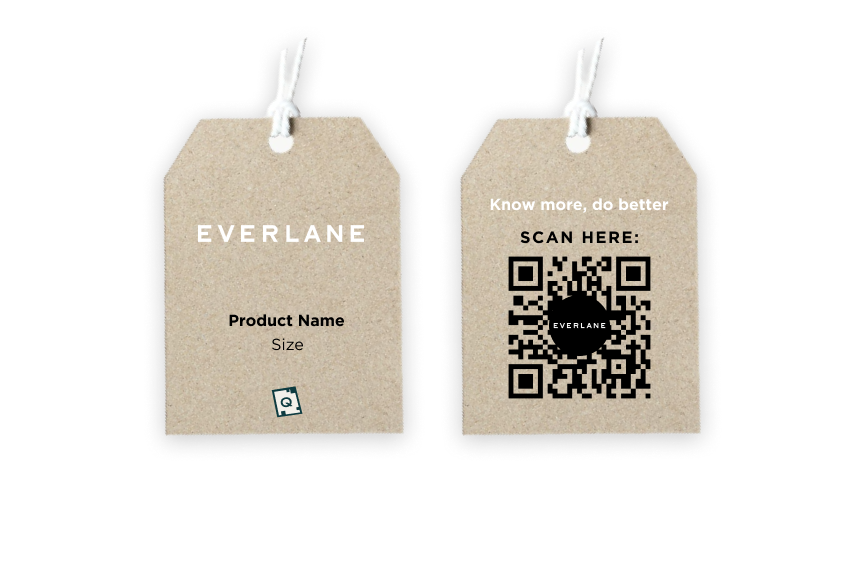 EVERLANE
Product Name
Size
Q
Know more, do better
SCAN HERE:
EVERLANE